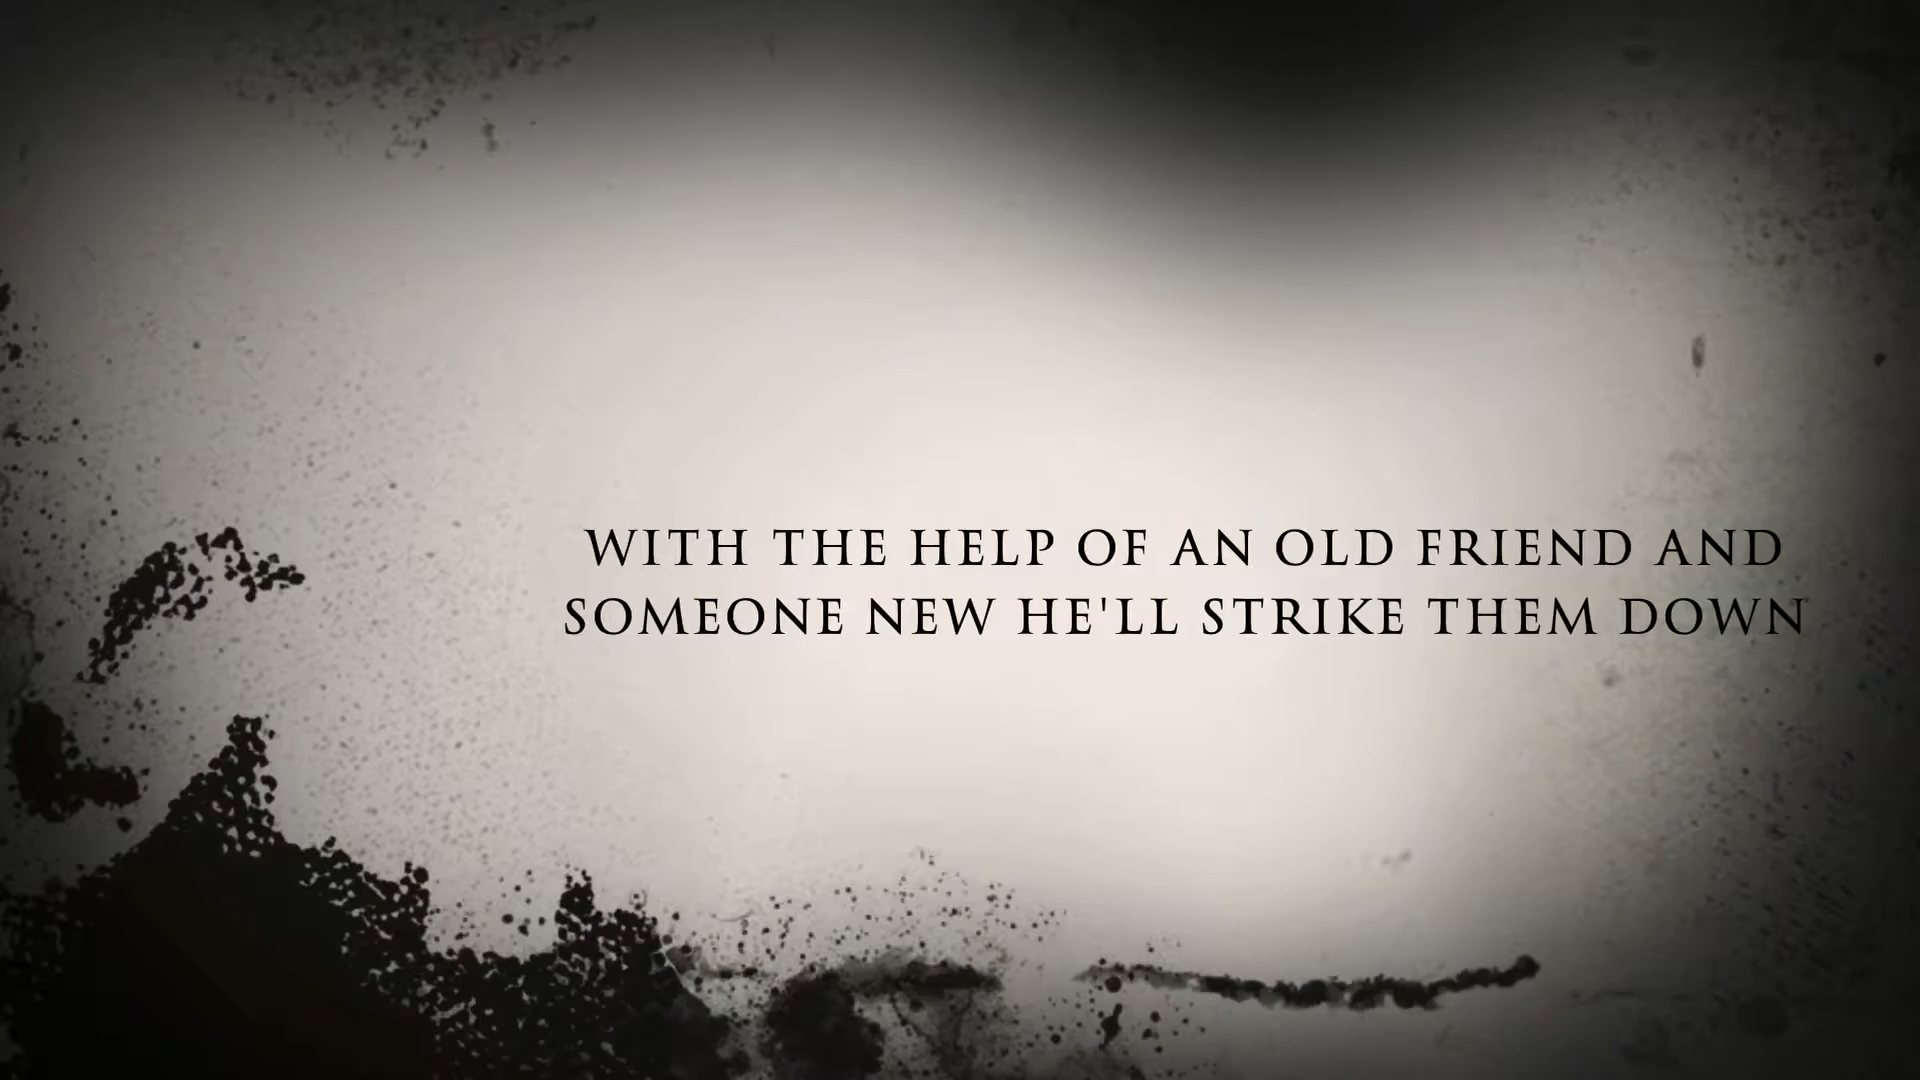 WITH THE HELP OF AN OLD FRIEND AND
SOMEONE NEW HE'LL STRIKE THEM DOWN